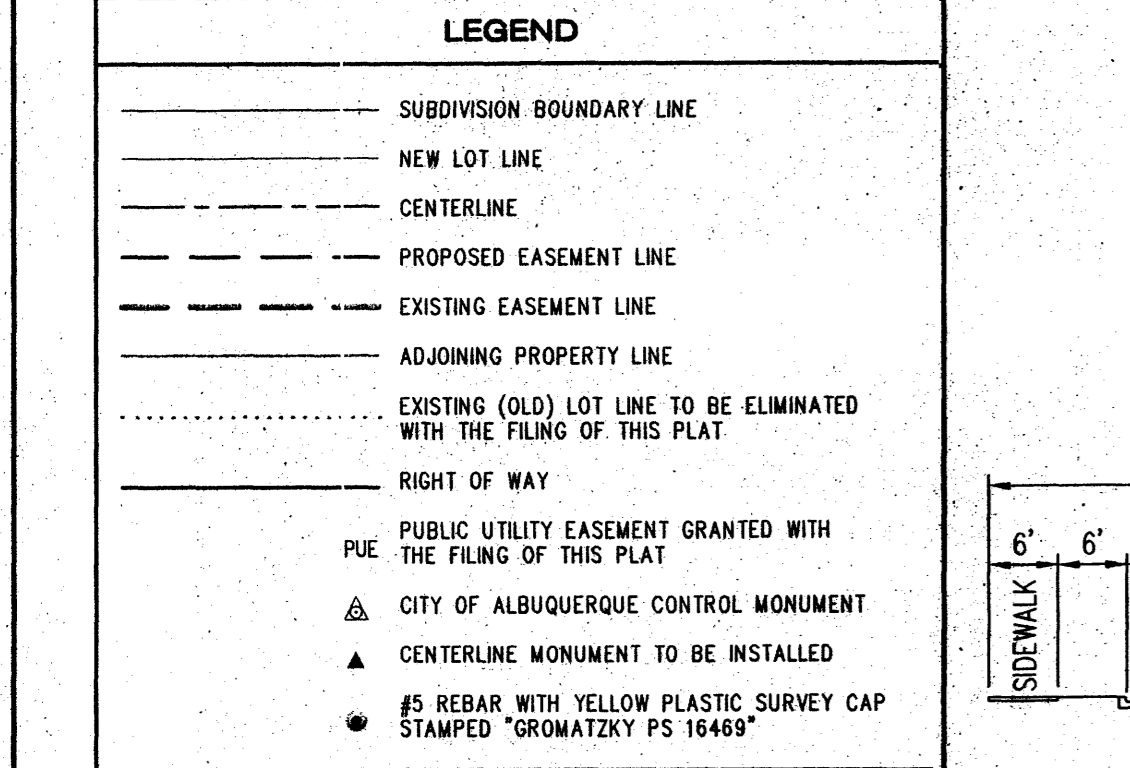 LEGEND
SUBDIVISION BOUNDARY LINE
NEW LOT LINE
CENTERLINE
PROPOSED EASEMENT LINE
EXISTING EASEMENT LINE
ADJOINING PROPERTY LINE
EXISTING (OLD) LOT LINE TO BE ELIMINATED
WITH THE FILING OF THIS PLAT
RIGHT OF WAY
PUE PUBLIC UTILITY EASEMENT GRANTED WITH
THE FILING OF THIS PLAT
CITY OF ALBUQUERQUE CONTROL MONUMENT
CENTERLINE MONUMENT TO BE INSTALLED
#5 REBAR WITH YELLOW PLASTIC SURVEY CAP
STAMPED "GROMATZKY PS 16469"
6' 6'
SIDEWALK